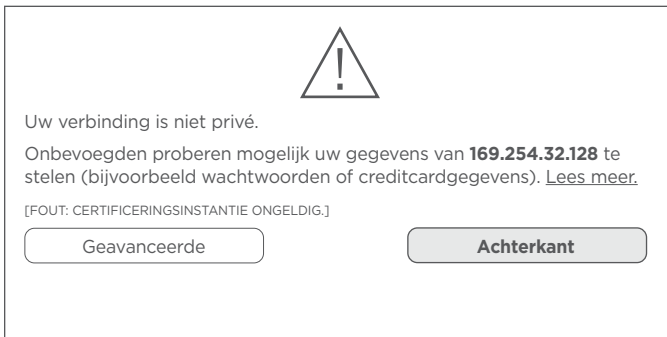 !
Uw verbinding is niet privé.
Onbevoegden proberen mogelijk uw gegevens van 169.254.32.128 te
stelen (bijvoorbeeld wachtwoorden of creditcardgegevens). Lees meer.
[FOUT: CERTIFICERINGSINSTANTIE ONGELDIG.]
Geavanceerde
Achterkant